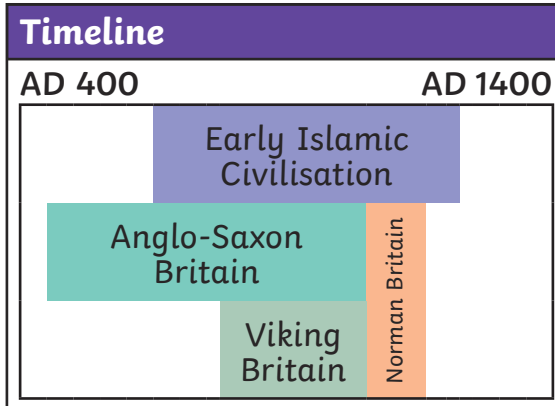 Timeline
AD 400 AD 1400
Early Islamic
Civilisation
Anglo-Saxon
Britain
Norman Britain
Viking
Britain